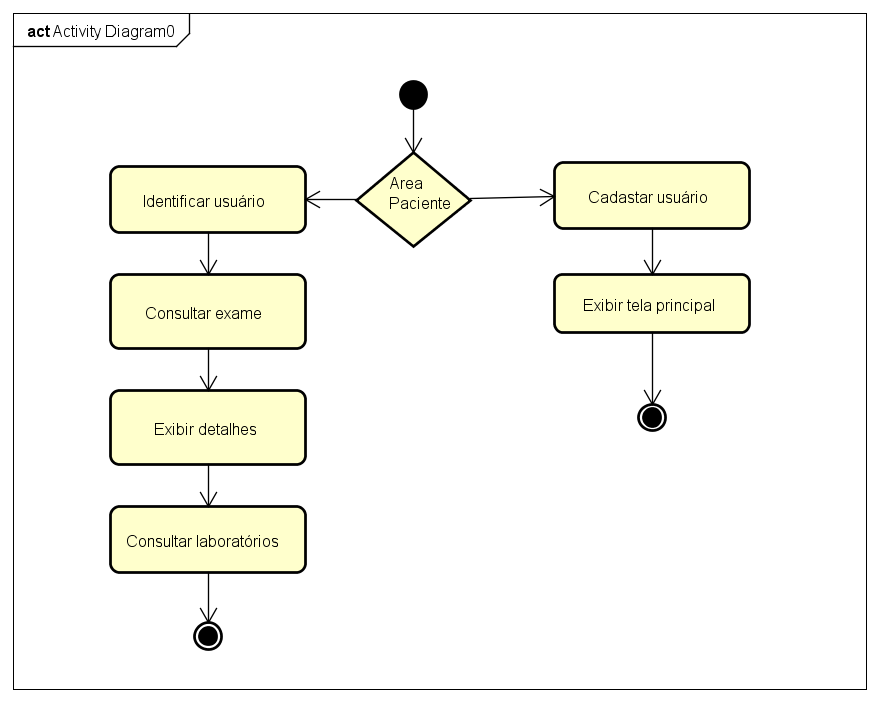 act Activity Diagram0
Area
Paciente
Identificar usuário
Cadastar usuário
Consultar exame
Exibir tela principal
Exibir detalhes
Consultar laboratórios